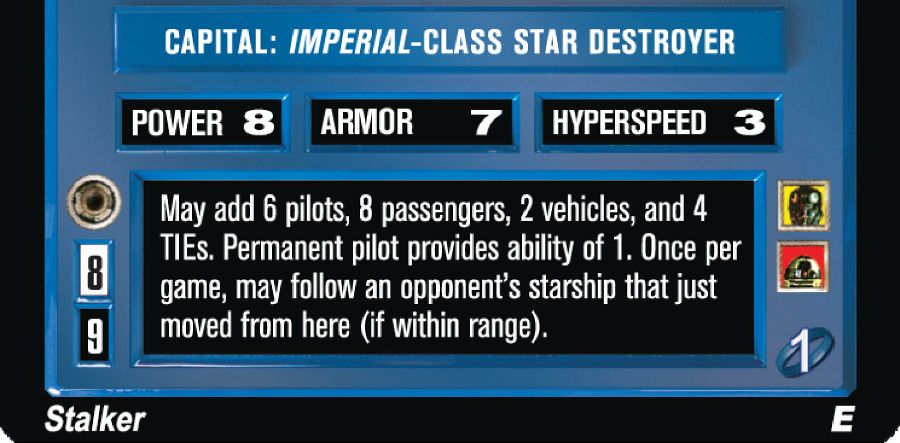 CAPITAL: IMPERIAL-CLASS STAR DESTROYER
POWER 8 ARMOR 7 HYPERSPEED 3
May add 6 pilots, 8 passengers, 2 vehicles, and 4
TIEs. Permanent pilot provides ability of 1. Once per
game, may follow an opponent's starship that just
moved from here (if within range).
8
9
1
Stalker E